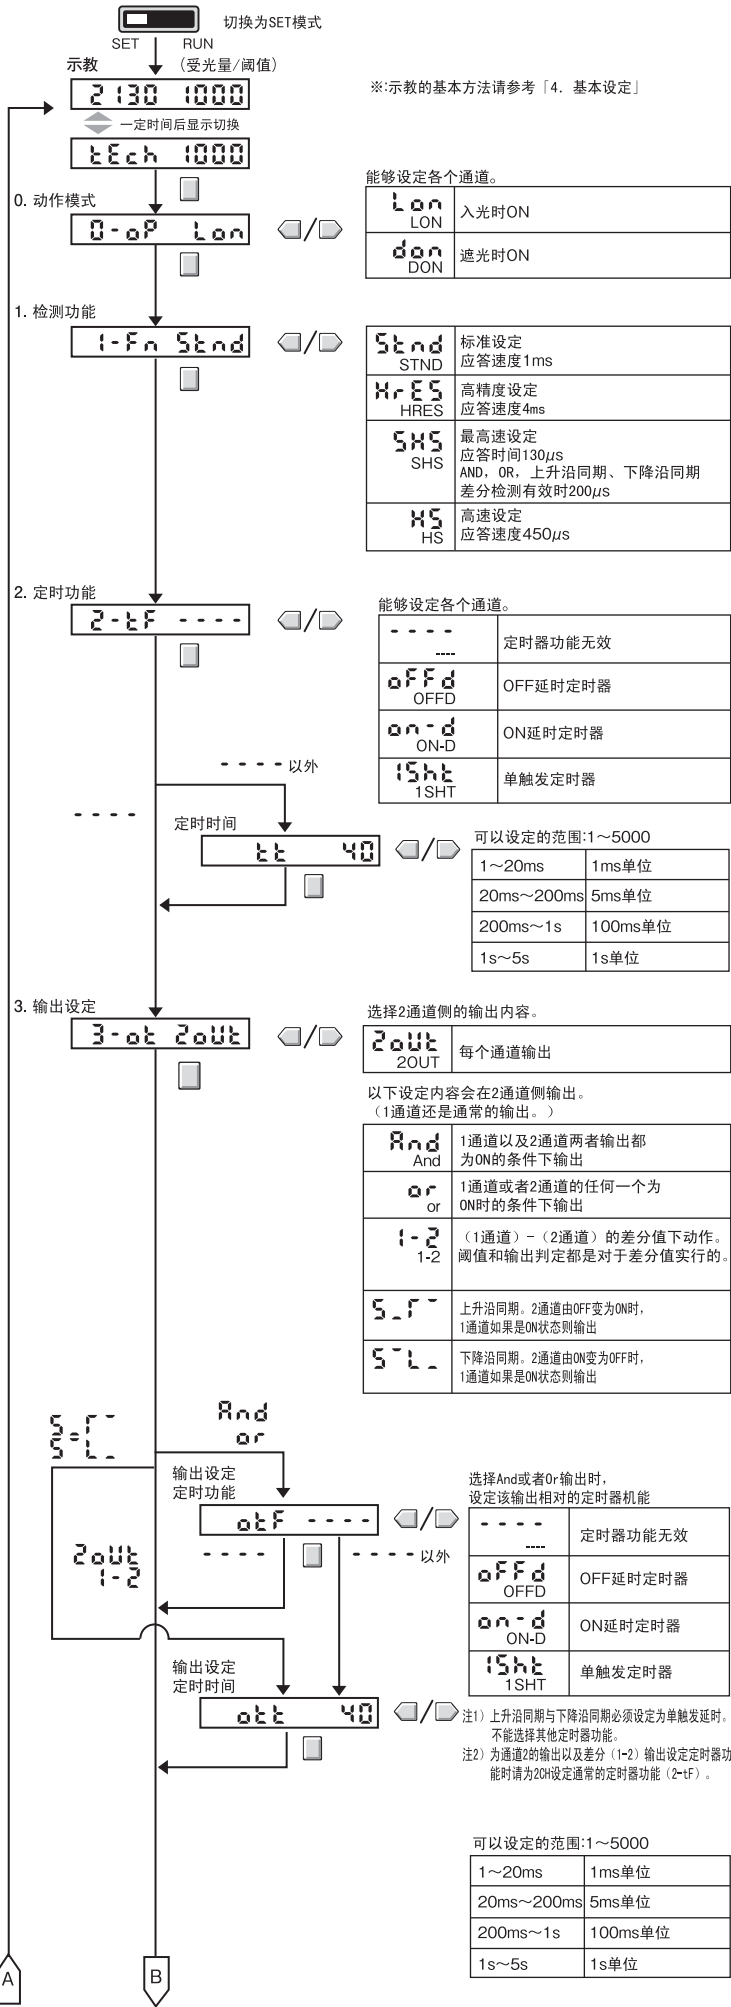 切换为SET模式
SET RUN
示教 (受光量/阈值)
2130 1000
※:示教的基本方法请参考「4. 基本设定」
一定时间后显示切换
tEch 1000
0. 动作模式
0-oP Lon
能够设定各个通道。
Lon
LON
入光时ON
don
DON
遮光时ON
1. 检测功能
1-Fn Stnd
Stnd
STND
标准设定
应答速度1ms
HrES
HRES
高精度设定
应答速度4ms
SHS
SHS
最高速设定
应答时间130μs
AND, OR, 上升沿同期、下降沿同期
差分检测有效时200μs
HS
HS
高速设定
应答速度450μs
2. 定时功能
2-tF ----
能够设定各个通道。
----
----
定时器功能无效
oFFd
OFFD
OFF延时定时器
on-d
ON-D
ON延时定时器
1Sht
1SHT
单触发定时器
----以外
----
定时时间
tt 40
可以设定的范围:1～5000
1～20ms 1ms单位
20ms～200ms 5ms单位
200ms～1s 100ms单位
1s～5s 1s单位
3. 输出设定
3-ot 2oUt
选择2通道侧的输出内容。
2oUt
2OUT
每个通道输出
以下设定内容会在2通道侧输出。
（1通道还是通常的输出。）
And
And
1通道以及2通道两者输出都
为ON的条件下输出
or
or
1通道或者2通道的任何一个为
ON时的条件下输出
1-2
1-2
（1通道）-（2通道）的差分值下动作。
阈值和输出判定都是对于差分值实行的。
上升沿同期。2通道由OFF变为ON时，
1通道如果是ON状态则输出
下降沿同期。2通道由ON变为OFF时，
1通道如果是ON状态则输出
And
or
输出设定
定时功能
otF ----
选择And或者Or输出时，
设定该输出相对的定时器机能
----
----
定时器功能无效
oFFd
OFFD
OFF延时定时器
on-d
ON-D
ON延时定时器
1Sht
1SHT
单触发定时器
---- ----以外
2oUt
1-2
输出设定
定时时间
ott 40
注1）上升沿同期与下降沿同期必须设定为单触发延时。
不能选择其他定时器功能。
注2）为通道2的输出以及差分（1-2）输出设定定时器功
能时请为2CH设定通常的定时器功能（2-tF）。
可以设定的范围:1～5000
1～20ms 1ms单位
20ms～200ms 5ms单位
200ms～1s 100ms单位
1s～5s 1s单位
A
B